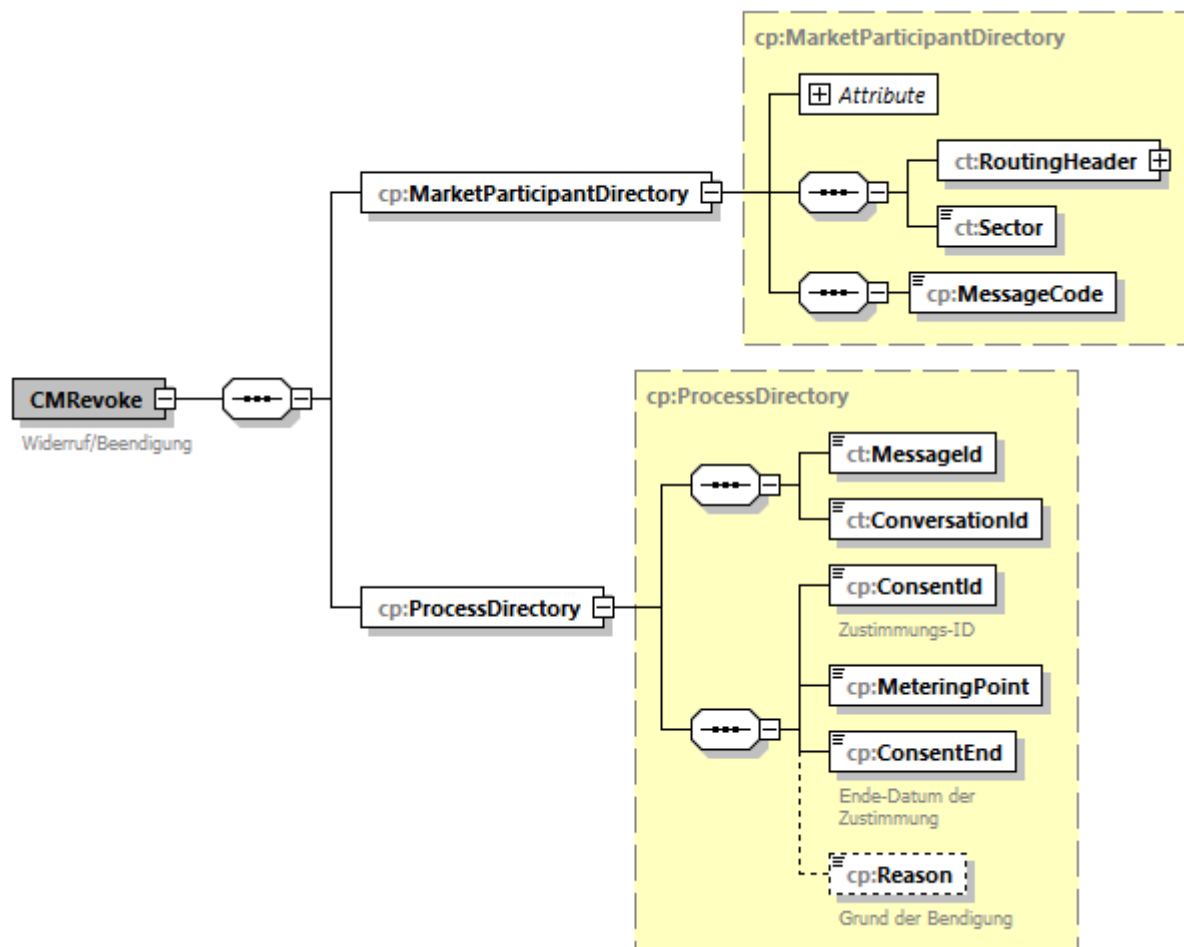 cp:MarketParticipantDirectory
Attribute
ct:RoutingHeader
cp:MarketParticipantDirectory
ct:Sector
cp:MessageCode
CMRevoke
Widerruf/Beendigung
cp:ProcessDirectory
ct:MessageId
ct:ConversationId
cp:ConsentId
Zustimmungs-ID
cp:ProcessDirectory
cp:MeteringPoint
cp:ConsentEnd
Ende-Datum der
Zustimmung
cp:Reason
Grund der Bendigung